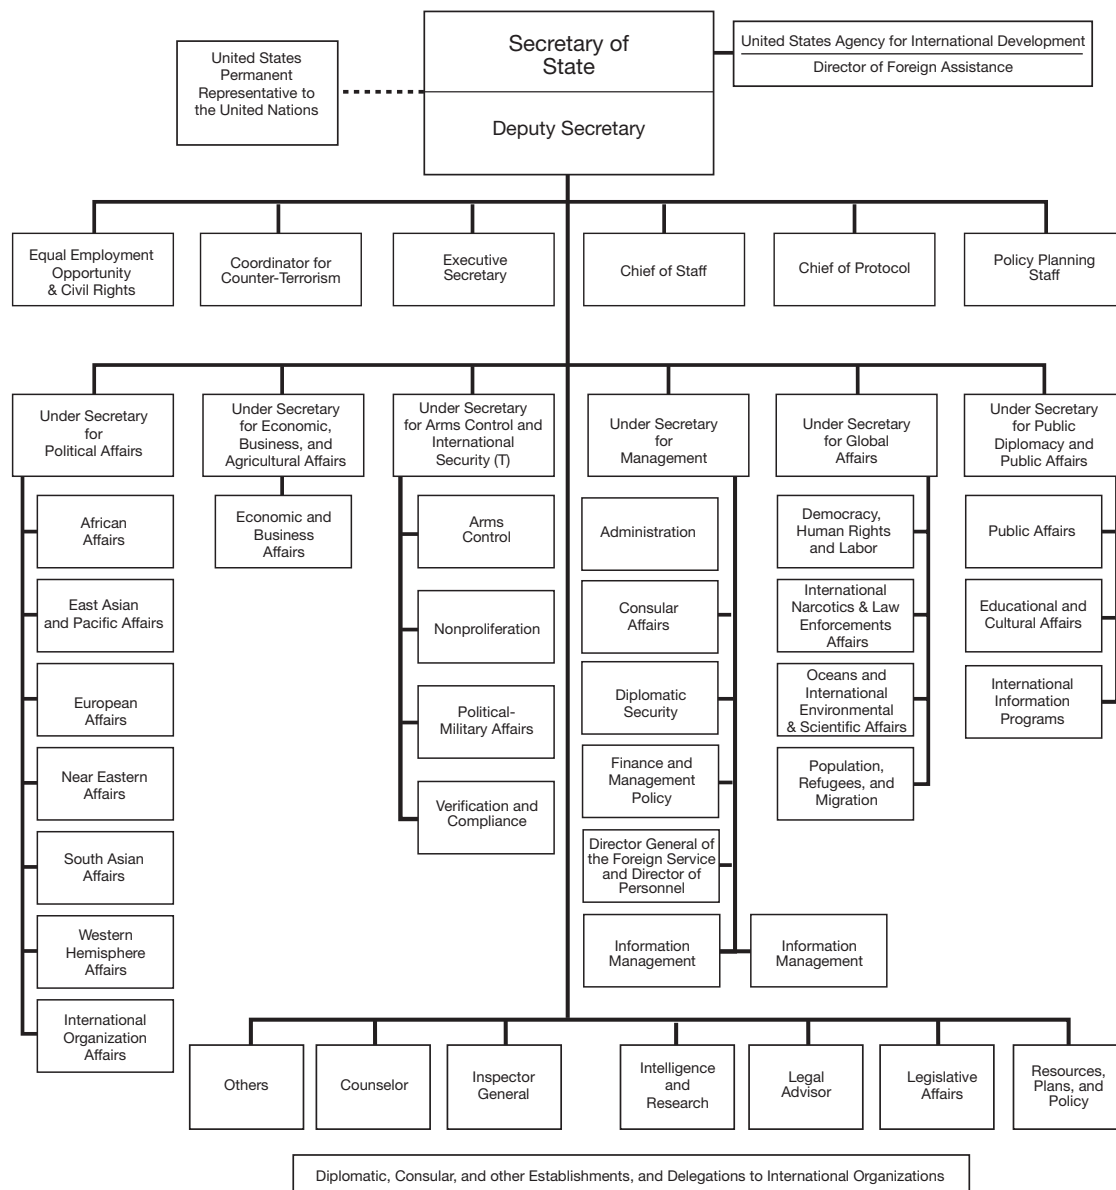 Secretary of
State
Deputy Secretary
United States
Permanent
Representative to
the United Nations
United States Agency for International Development
Director of Foreign Assistance
Equal Employment
Opportunity
& Civil Rights
Coordinator for
Counter-Terrorism
Executive
Secretary
Chief of Staff
Chief of Protocol
Policy Planning
Staff
Under Secretary
for
Political Affairs
Under Secretary
for Economic,
Business, and
Agricultural Affairs
Under Secretary
for Arms Control and
International
Security (T)
Under Secretary
for
Management
Under Secretary
for Global
Affairs
Under Secretary
for Public
Diplomacy and
Public Affairs
African
Affairs
East Asian
and Pacific Affairs
European
Affairs
Near Eastern
Affairs
South Asian
Affairs
Western
Hemisphere
Affairs
International
Organization
Affairs
Economic and
Business
Affairs
Arms
Control
Nonproliferation
Political-
Military Affairs
Verification and
Compliance
Administration
Consular
Affairs
Diplomatic
Security
Finance and
Management
Policy
Director General of
the Foreign Service
and Director of
Personnel
Information
Management
Information
Management
Democracy,
Human Rights
and Labor
International
Narcotics & Law
Enforcements
Affairs
Oceans and
International
Environmental
& Scientific Affairs
Population,
Refugees, and
Migration
Public Affairs
Educational and
Cultural Affairs
International
Information
Programs
Others
Counselor
Inspector
General
Intelligence
and
Research
Legal
Advisor
Legislative
Affairs
Resources,
Plans, and
Policy
Diplomatic, Consular, and other Establishments, and Delegations to International Organizations